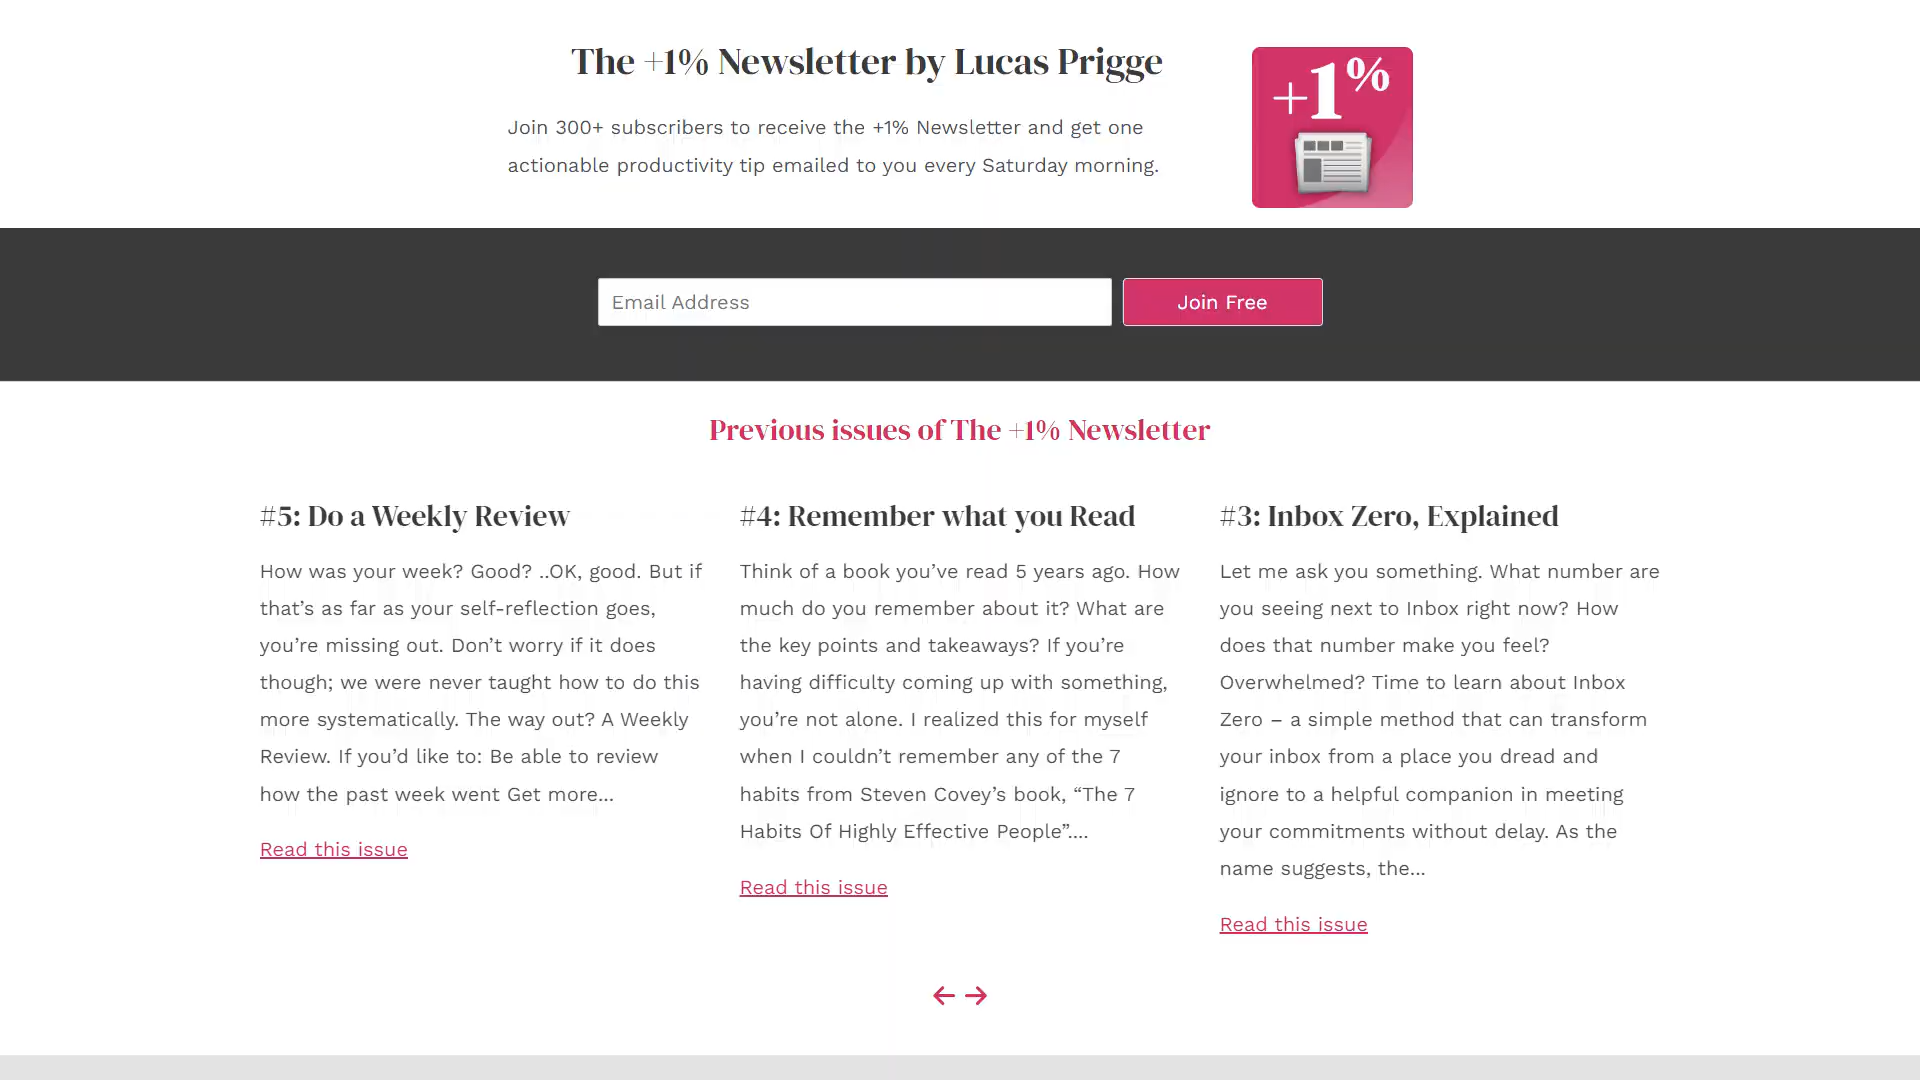 The +1% Newsletter by Lucas Prigge
Join 300+ subscribers to receive the +1% Newsletter and get one
actionable productivity tip emailed to you every Saturday morning.
+1%
Email Address
Join Free
Previous issues of The +1% Newsletter
#5: Do a Weekly Review
How was your week? Good? ..OK, good. But if
that’s as far as your self-reflection goes,
you’re missing out. Don’t worry if it does
though; we were never taught how to do this
more systematically. The way out? A Weekly
Review. If you’d like to: Be able to review
how the past week went Get more...
Read this issue
#4: Remember what you Read
Think of a book you’ve read 5 years ago. How
much do you remember about it? What are
the key points and takeaways? If you’re
having difficulty coming up with something,
you’re not alone. I realized this for myself
when I couldn’t remember any of the 7
habits from Steven Covey’s book, “The 7
Habits Of Highly Effective People”....
Read this issue
#3: Inbox Zero, Explained
Let me ask you something. What number are
you seeing next to Inbox right now? How
does that number make you feel?
Overwhelmed? Time to learn about Inbox
Zero – a simple method that can transform
your inbox from a place you dread and
ignore to a helpful companion in meeting
your commitments without delay. As the
name suggests, the...
Read this issue